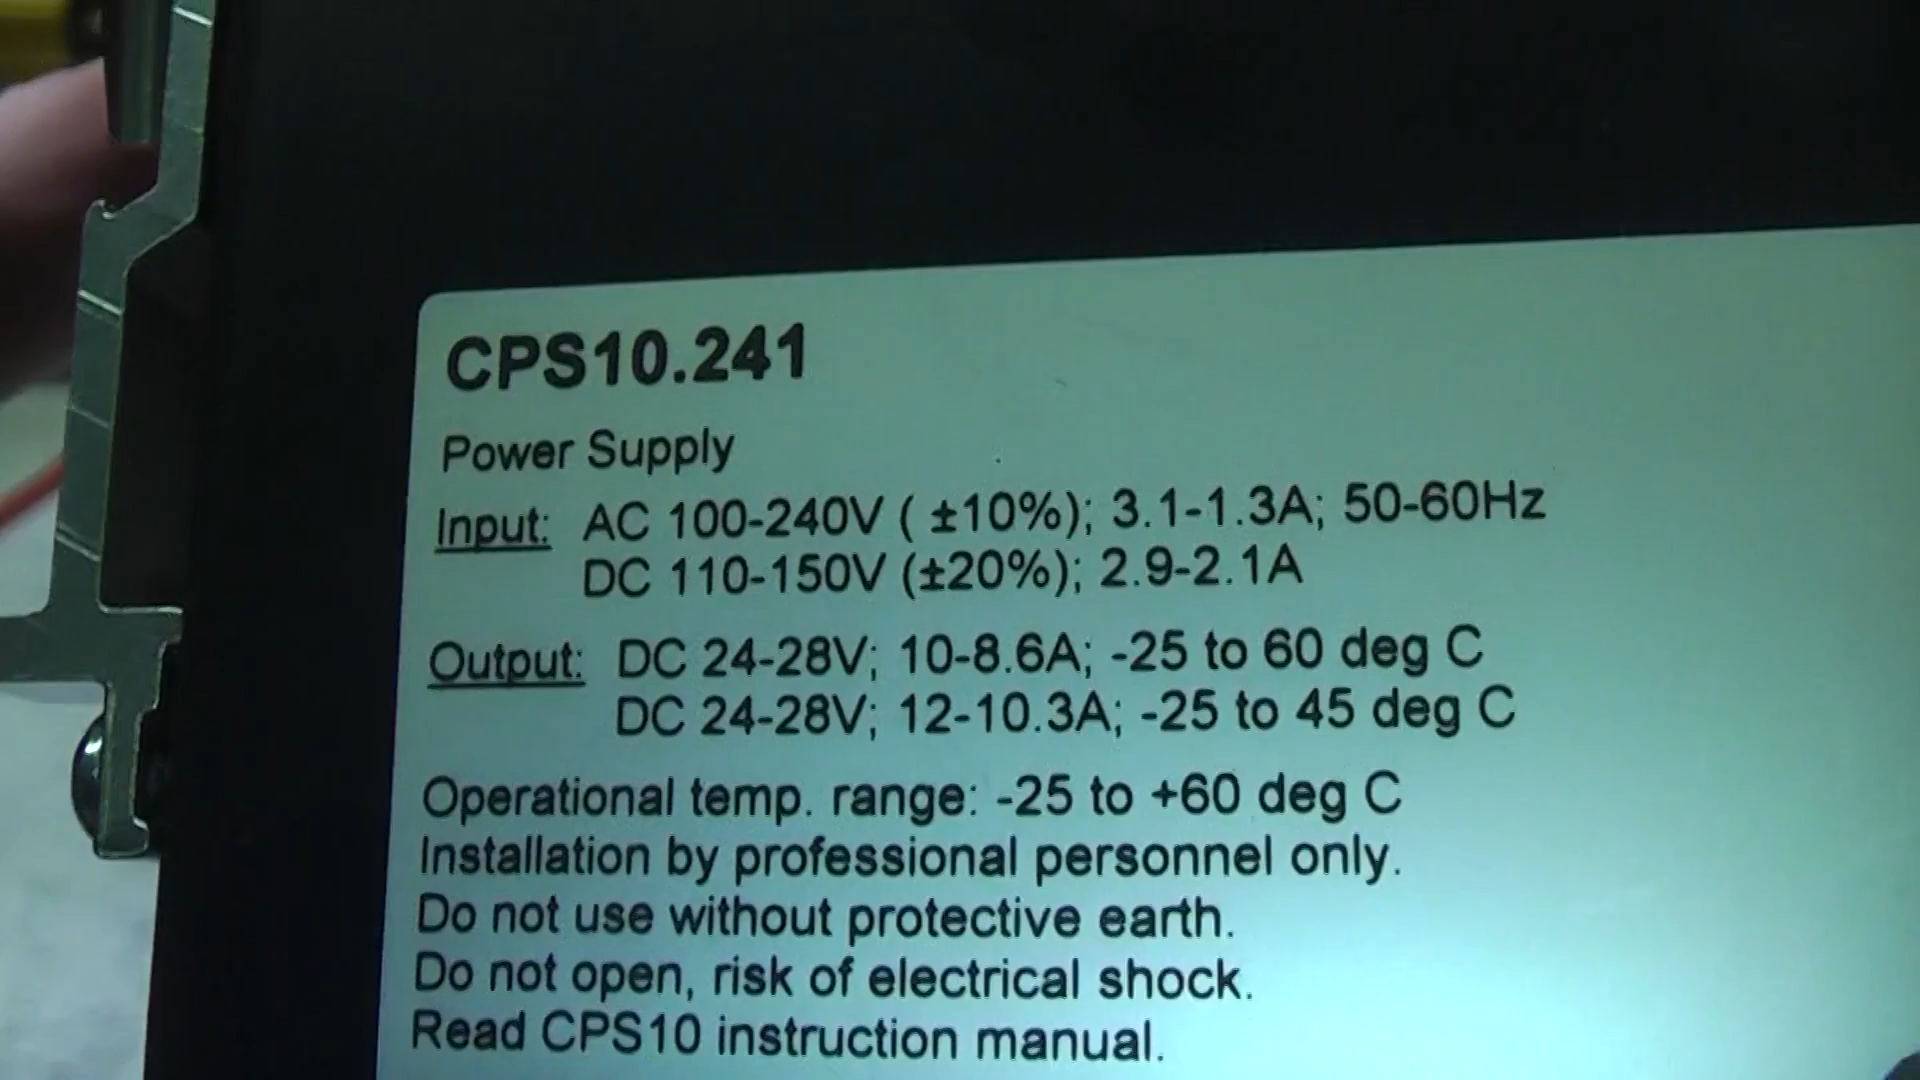 CPS10.241
Power Supply
Input: AC 100-240V ( ±10%); 3.1-1.3A; 50-60Hz
DC 110-150V (±20%); 2.9-2.1A
Output: DC 24-28V; 10-8.6A; -25 to 60 deg C
DC 24-28V; 12-10.3A; -25 to 45 deg C
Operational temp. range: -25 to +60 deg C
Installation by professional personnel only.
Do not use without protective earth.
Do not open, risk of electrical shock.
Read CPS10 instruction manual.